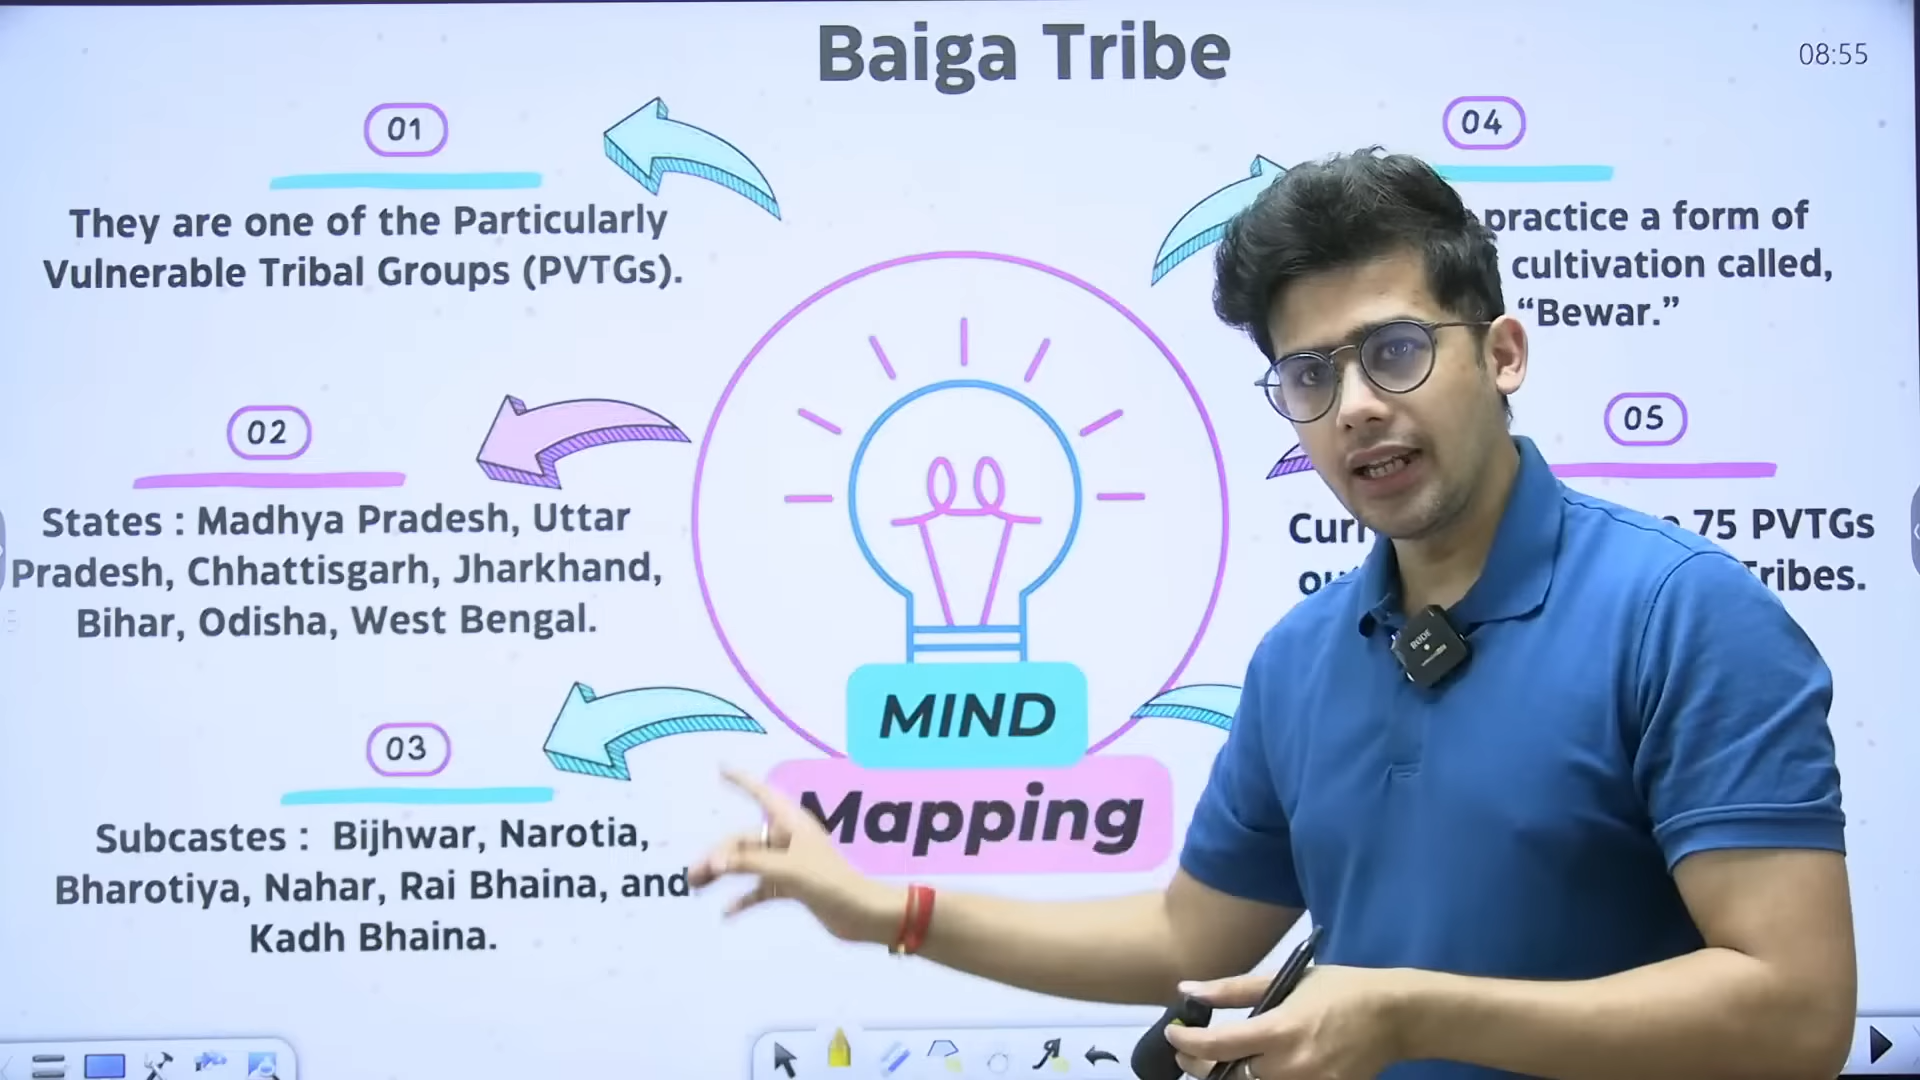 Baiga Tribe
08:55
01
They are one of the Particularly
Vulnerable Tribal Groups (PVTGs).
02
States : Madhya Pradesh, Uttar
Pradesh, Chhattisgarh, Jharkhand,
Bihar, Odisha, West Bengal.
03
Subcastes : Bijhwar, Narotia,
Bharotiya, Nahar, Rai Bhaina, and
Kadh Bhaina.
MIND
Mapping
04
practice a form of
cultivation called,
“Bewar.”
05
75 PVTGs
Tribes.
RODE